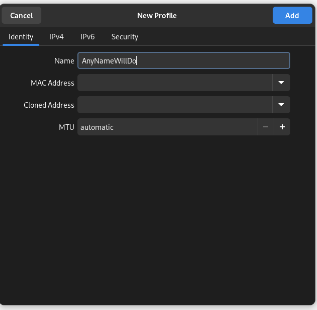 Cancel New Profile Add
Identity IPv4 IPv6 Security
Name AnyNameWillDo
MAC Address
Cloned Address
MTU automatic − +